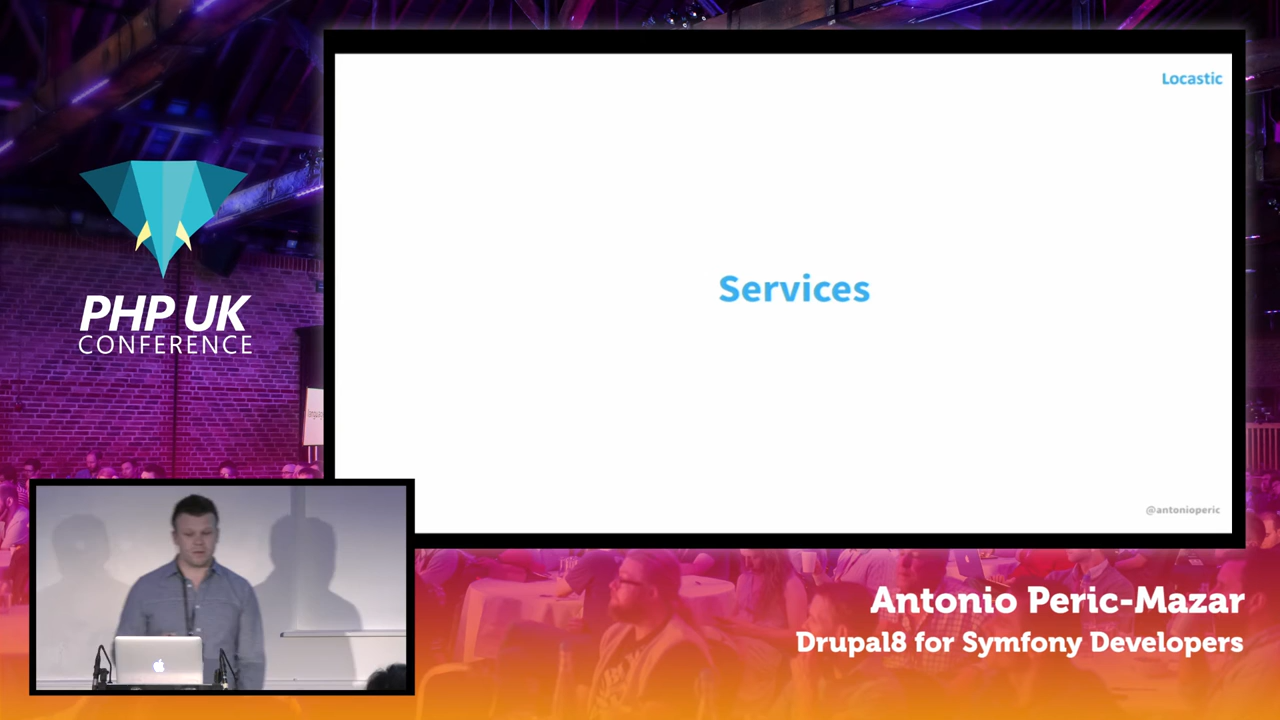 Locastic
Services
@antonioperic
PHP UK
CONFERENCE
Antonio Peric-Mazar
Drupal8 for Symfony Developers